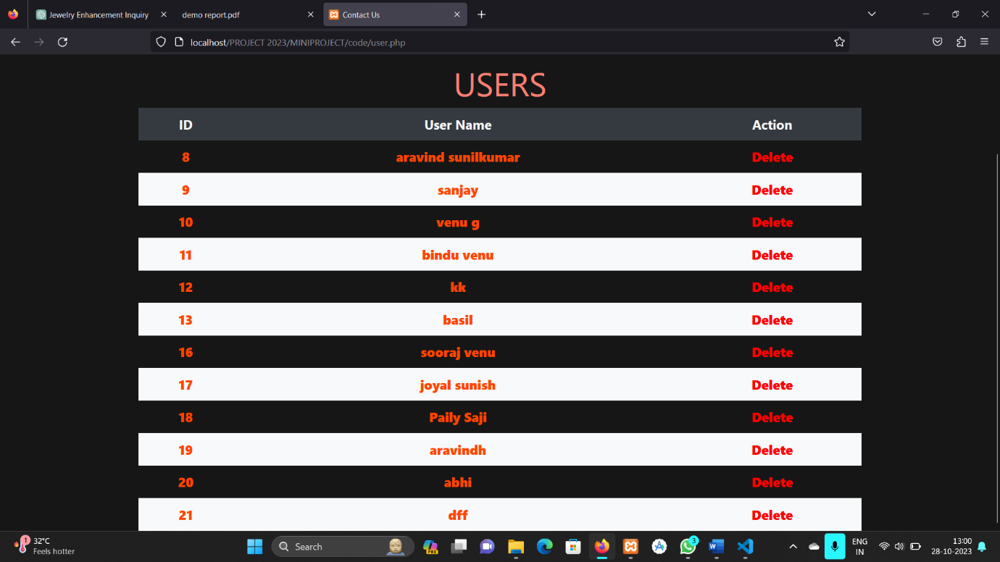 Jewelry Enhancement Inquiry demo report.pdf Contact Us
localhost/PROJECT 2023/MINIPROJECT/code/user.php
USERS
ID User Name Action
8 aravind sunilkumar Delete
9 sanjay Delete
10 venu g Delete
11 bindu venu Delete
12 kk Delete
13 basil Delete
16 sooraj venu Delete
17 joyal sunish Delete
18 Paily Saji Delete
19 aravindh Delete
20 abhi Delete
21 dff Delete
1 32°C Search PRE 3 ENG 13:00
Feels hotter IN 28-10-2023